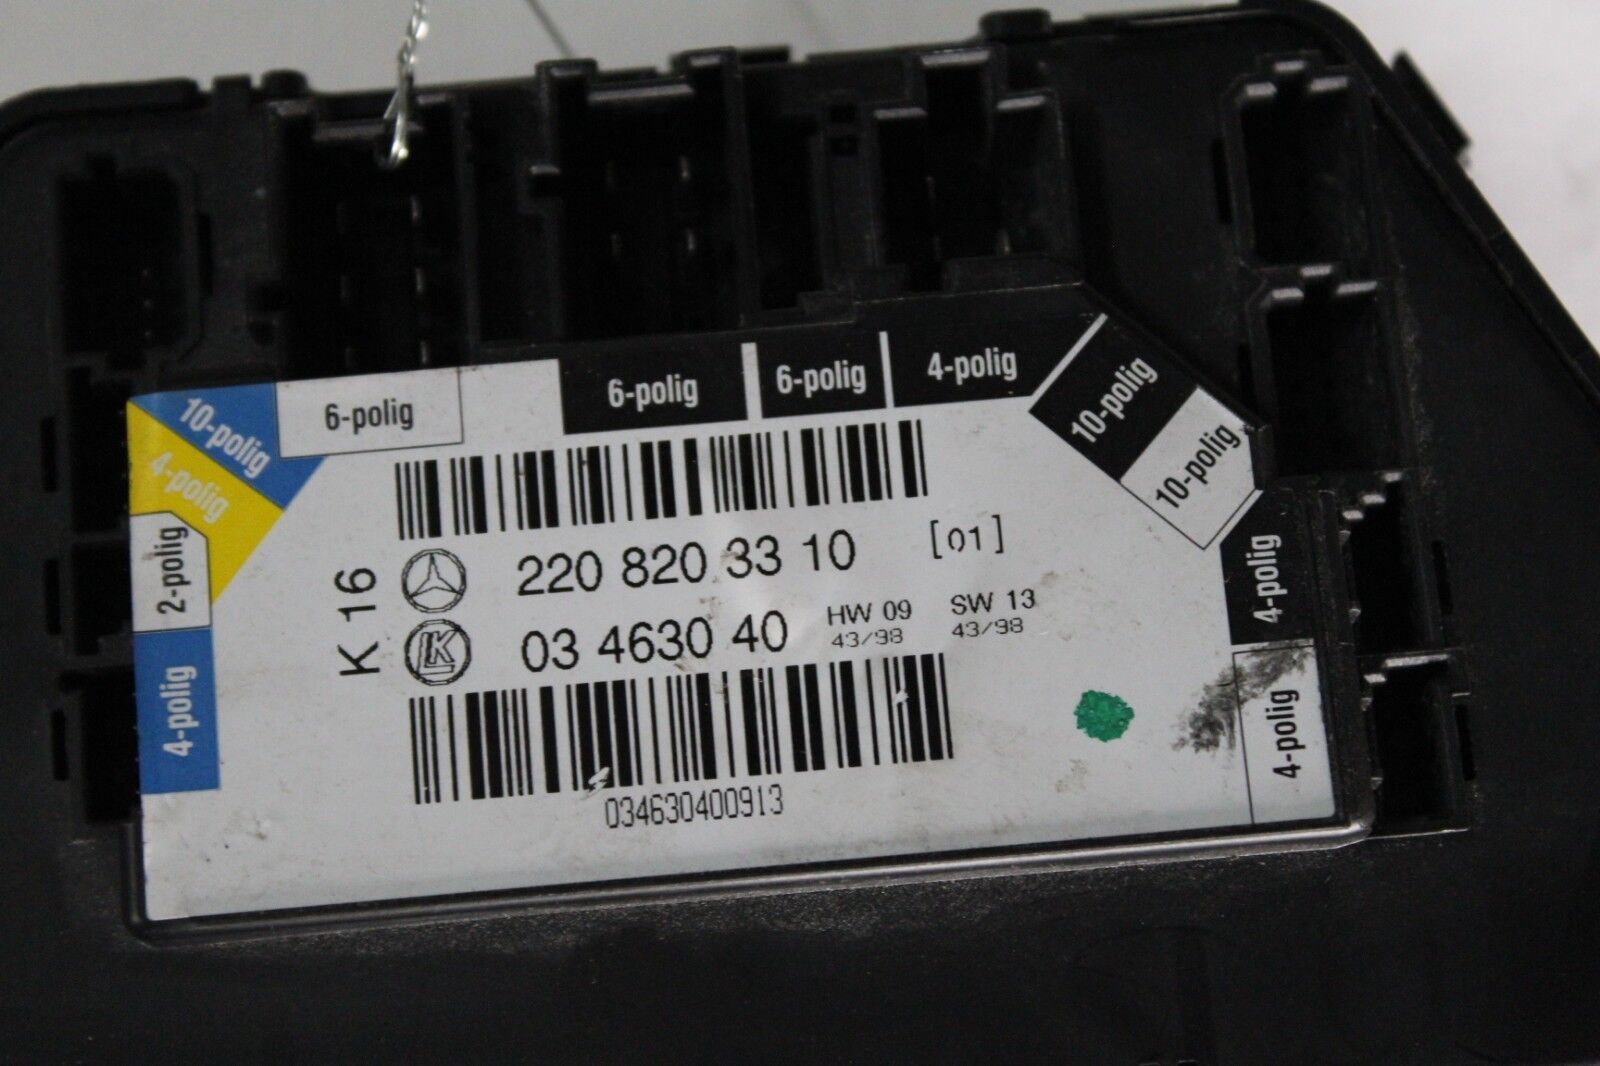 6-polig
6-polig
6-polig
4-polig
10-polig
10-polig
4-polig
4-polig
10-polig
4-polig
2-polig
4-polig
K 16
220 820 33 10 [01]
LK
03 4630 40 HW 09 SW 13
43/98 43/98
034630400913